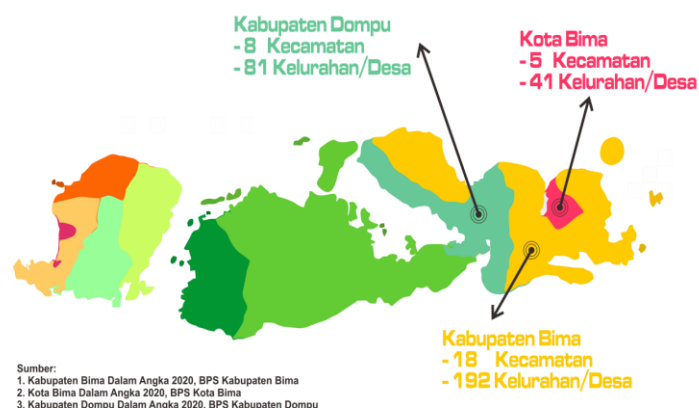 Kabupaten Dompu
- 8 Kecamatan
- 81 Kelurahan/Desa
Kota Bima
- 5 Kecamatan
- 41 Kelurahan/Desa
Kabupaten Bima
- 18 Kecamatan
- 192 Kelurahan/Desa
Sumber:
1. Kabupaten Bima Dalam Angka 2020, BPS Kabupaten Bima
2. Kota Bima Dalam Angka 2020, BPS Kota Bima
3. Kabupaten Dompu Dalam Angka 2020, BPS Kabupaten Dompu